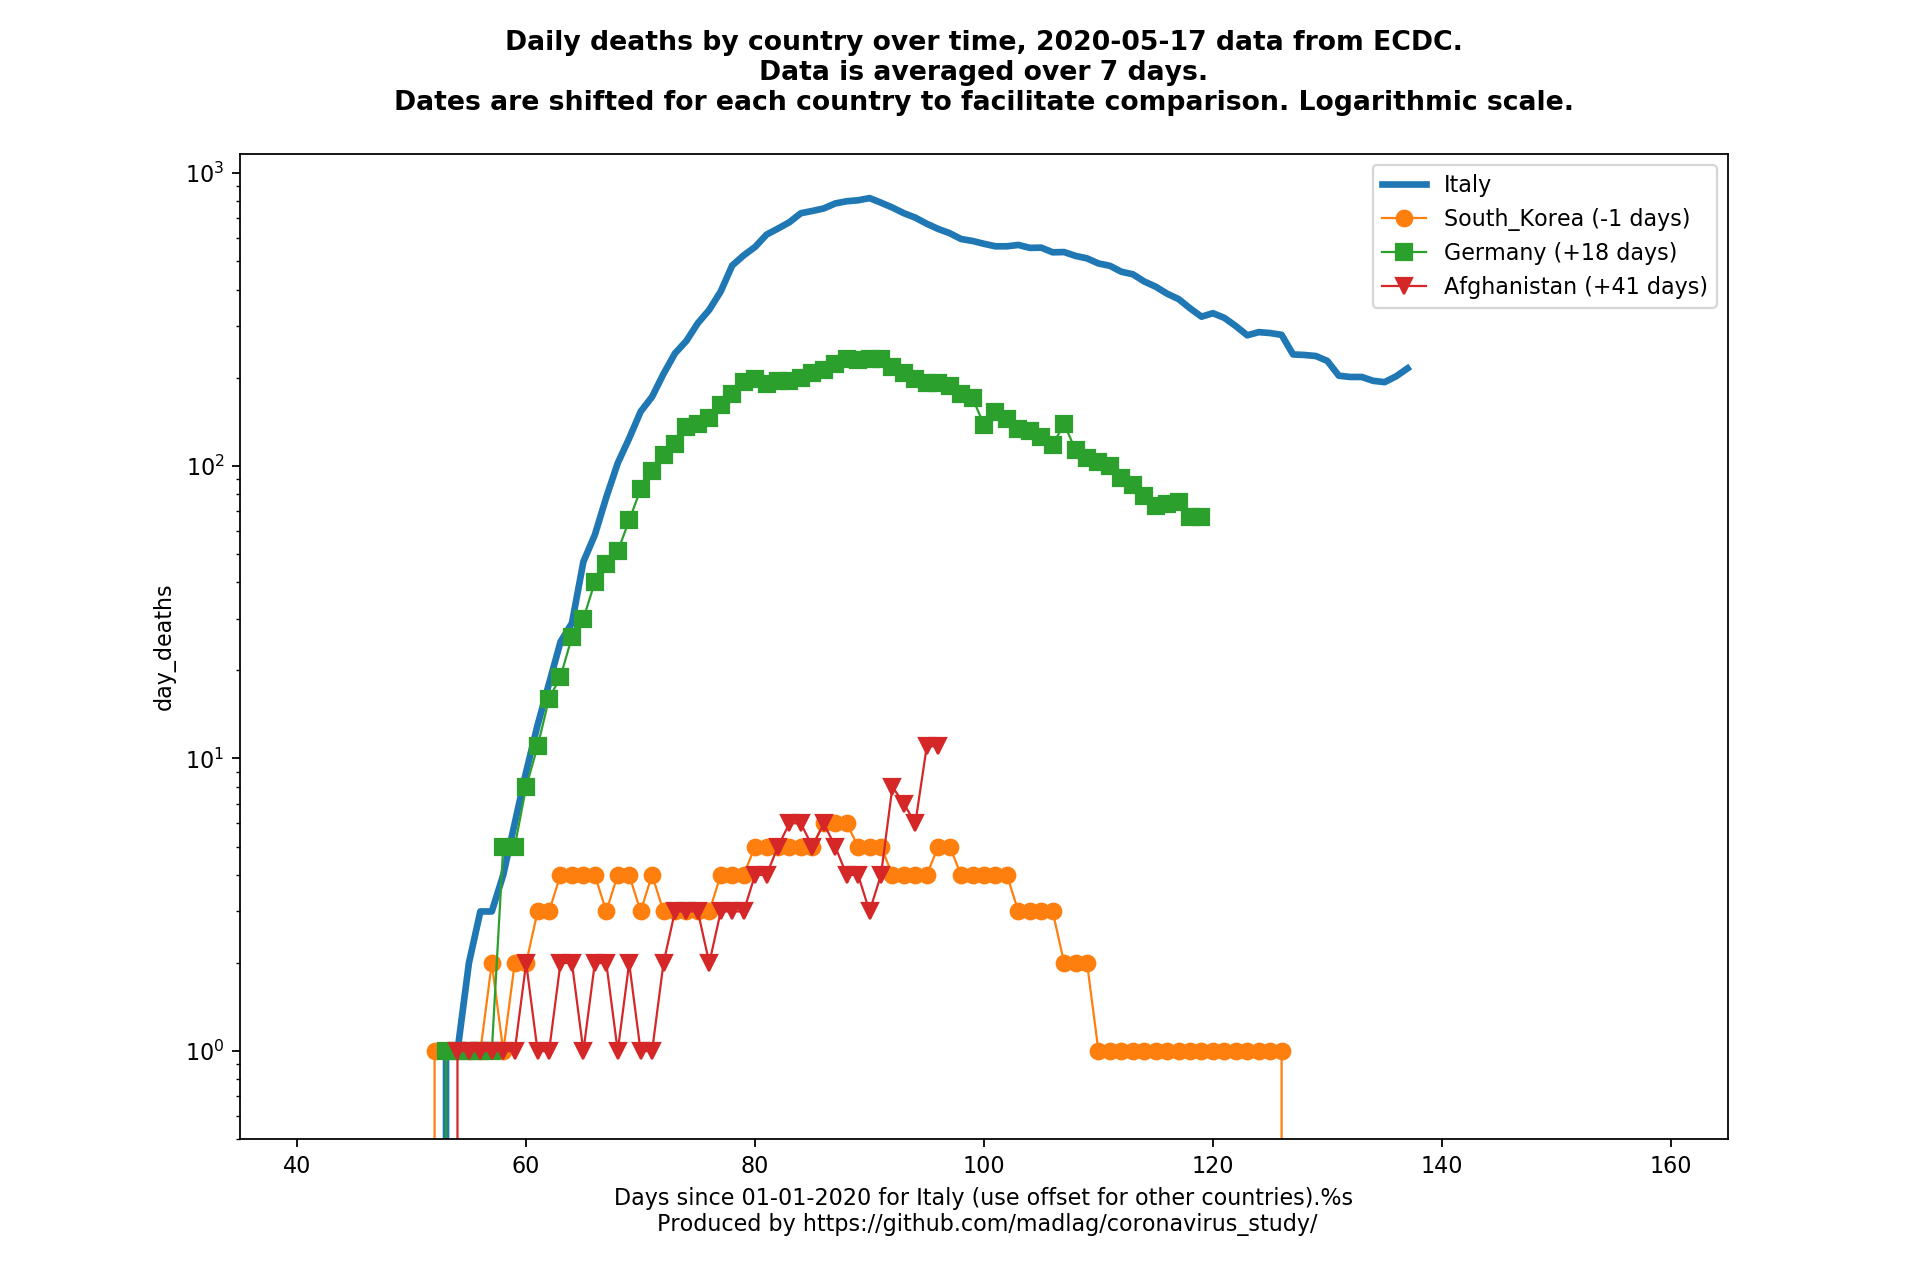 Daily deaths by country over time, 2020-05-17 data from ECDC.
Data is averaged over 7 days.
Dates are shifted for each country to facilitate comparison. Logarithmic scale.
10³
10²
10¹
10⁰
day_deaths
Italy
South_Korea (-1 days)
Germany (+18 days)
Afghanistan (+41 days)
40 60 80 100 120 140 160
Days since 01-01-2020 for Italy (use offset for other countries).%s
Produced by https://github.com/madlag/coronavirus_study/